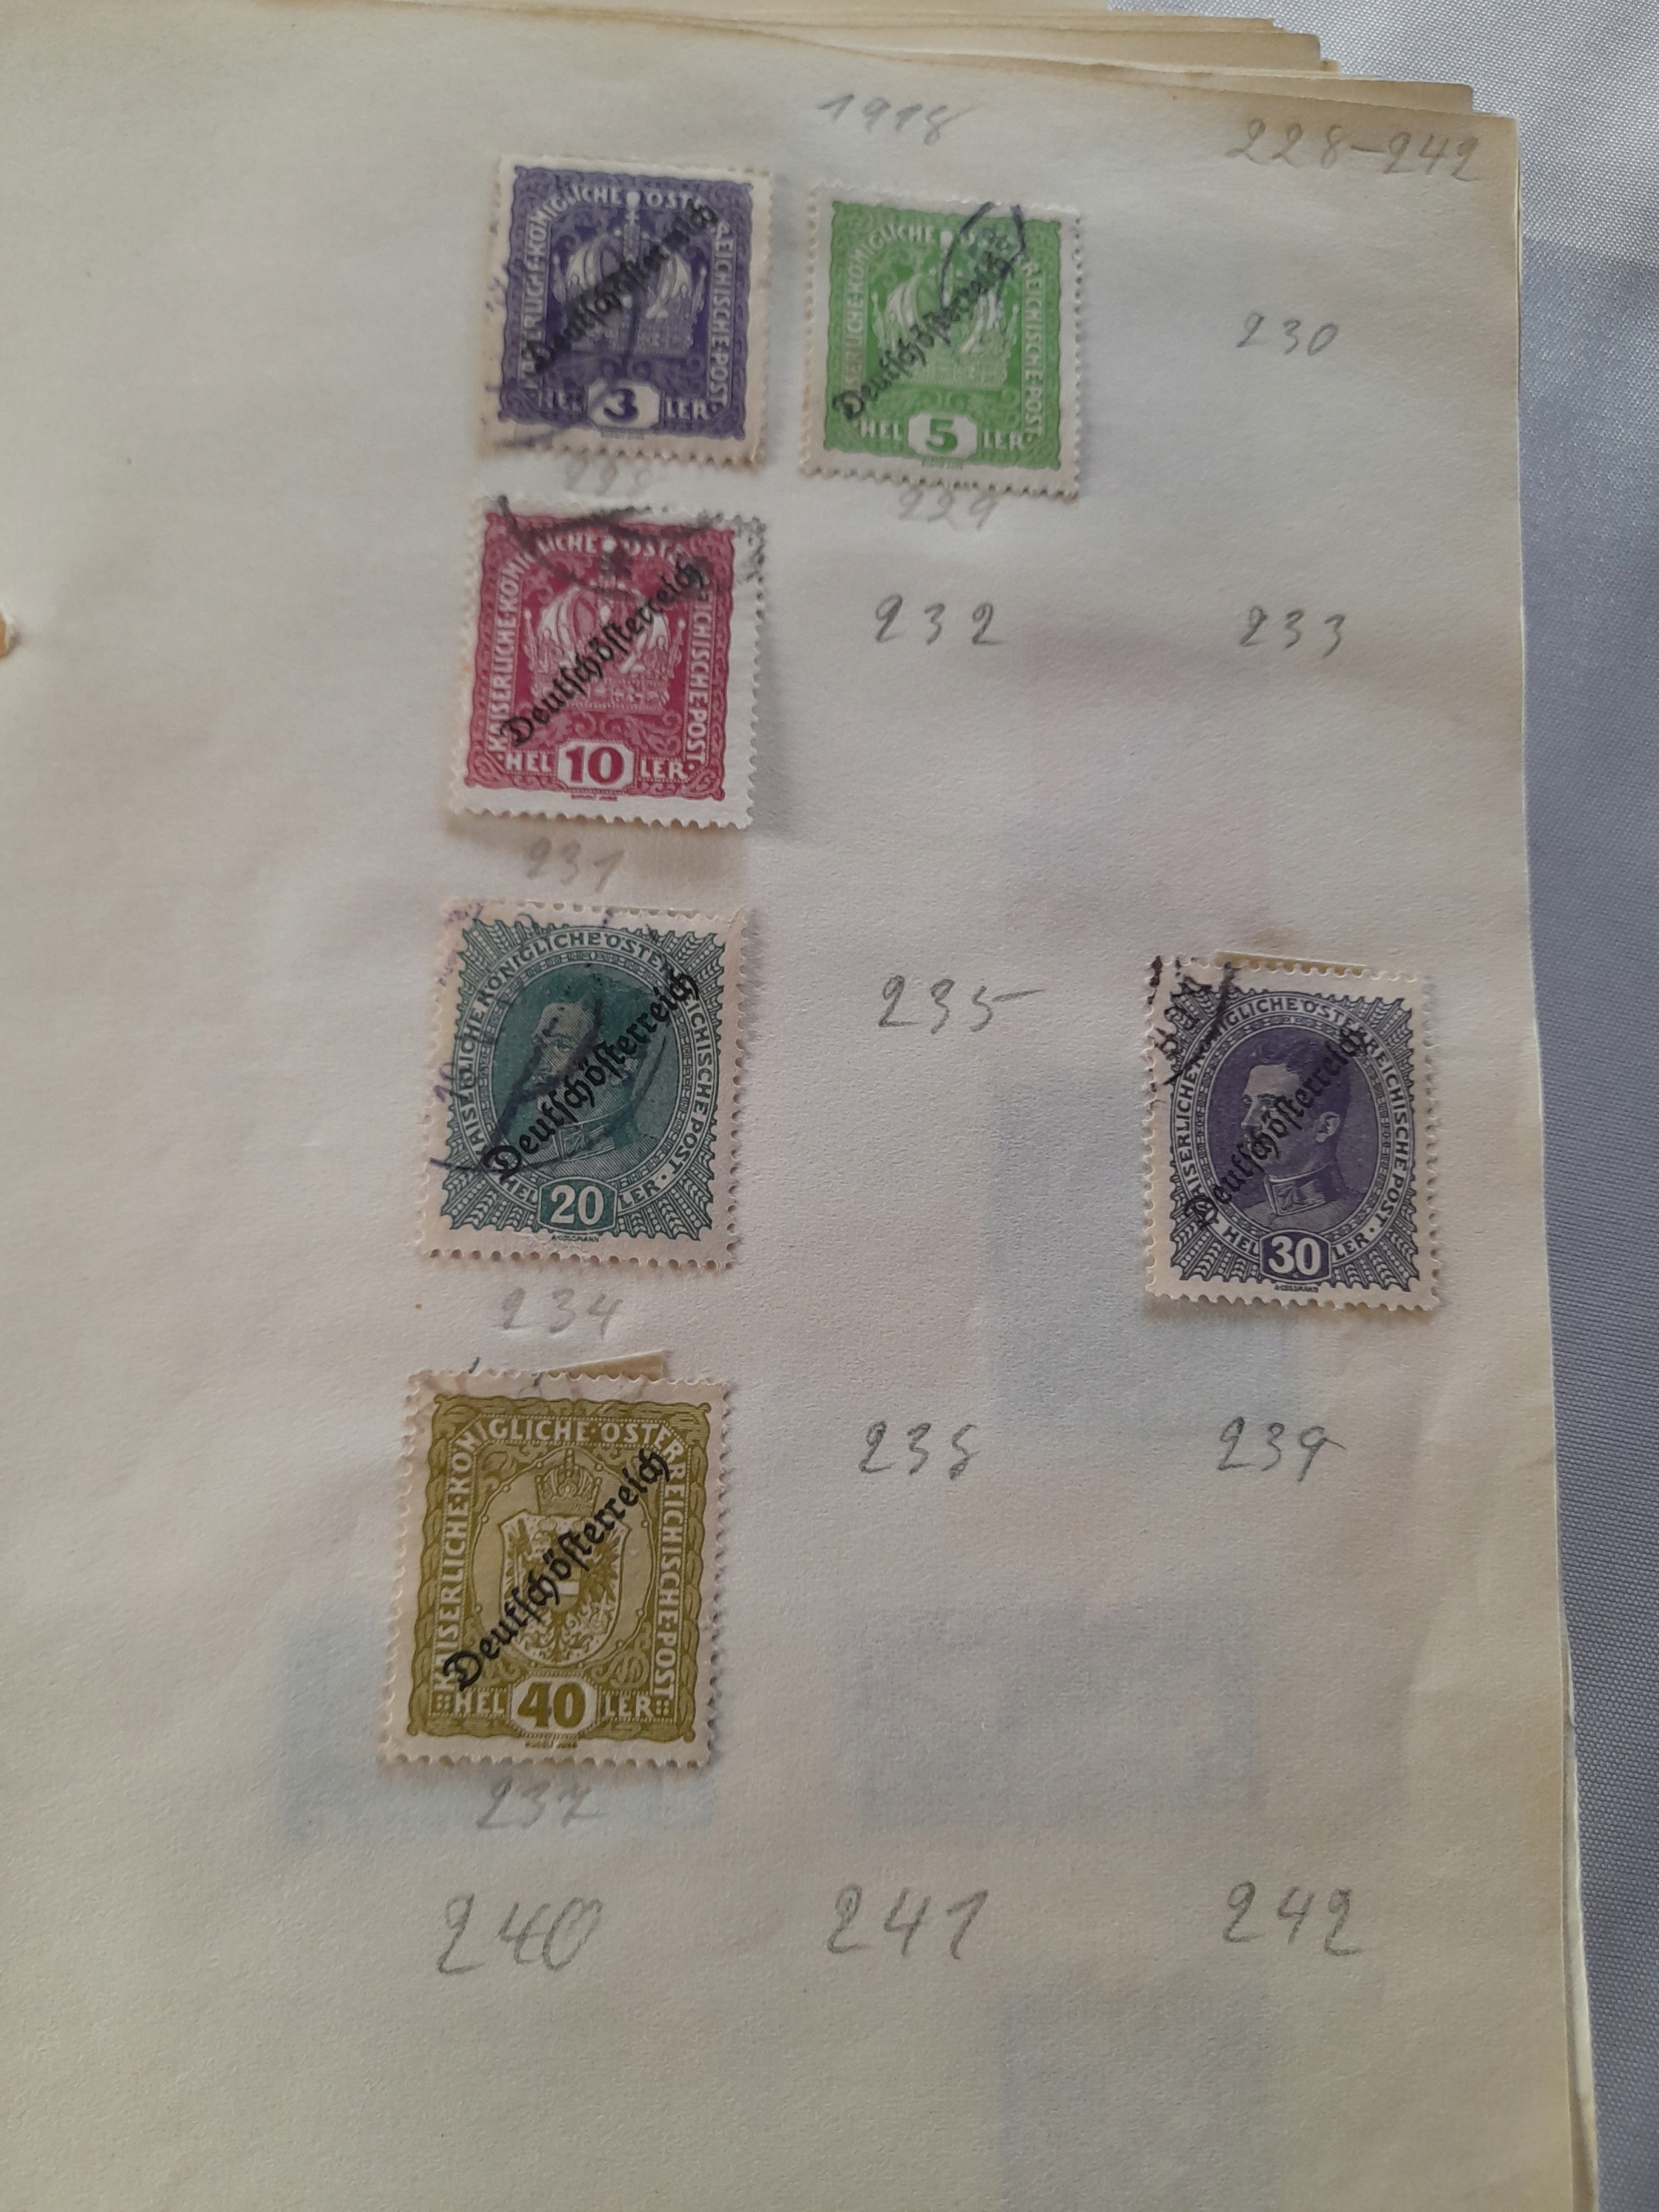 1918
228-242
KAISERLICHE·KÖNIGLICHE·ÖSTERREICHISCHE·POST·
Deutschösterreich
HEL 3 LER
228
KAISERLICHE·KÖNIGLICHE·ÖSTERREICHISCHE·POST·
Deutschösterreich
HEL 5 LER
229
230
KAISERLICHE·KÖNIGLICHE·ÖSTERREICHISCHE·POST·
Deutschösterreich
HEL 10 LER
231
232
233
KAISERLICHE KÖNIGLICHE ÖSTERREICHISCHE POST·
Deutschösterreich
HEL 20 LER·
234
235
KAISERLICHE KÖNIGLICHE ÖSTERREICHISCHE POST·
Deutschösterreich
HEL 30 LER·
KAISERLICHE·KÖNIGLICHE·ÖSTERREICHISCHE·POST
Deutschösterreich
HEL 40 LER
237
238
239
240
241
242